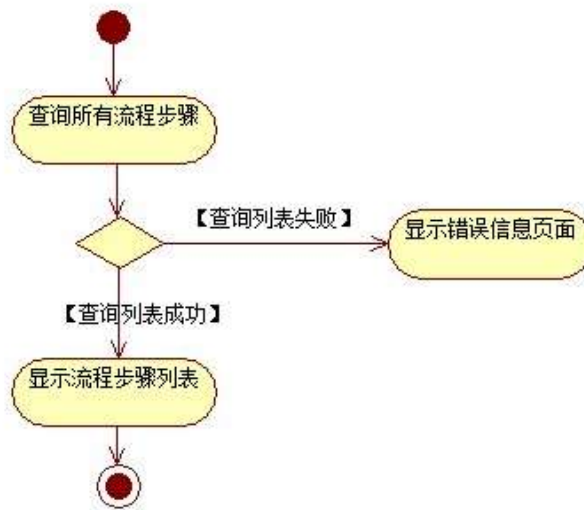 查询所有流程步骤
【查询列表失败】
显示错误信息页面
【查询列表成功】
显示流程步骤列表